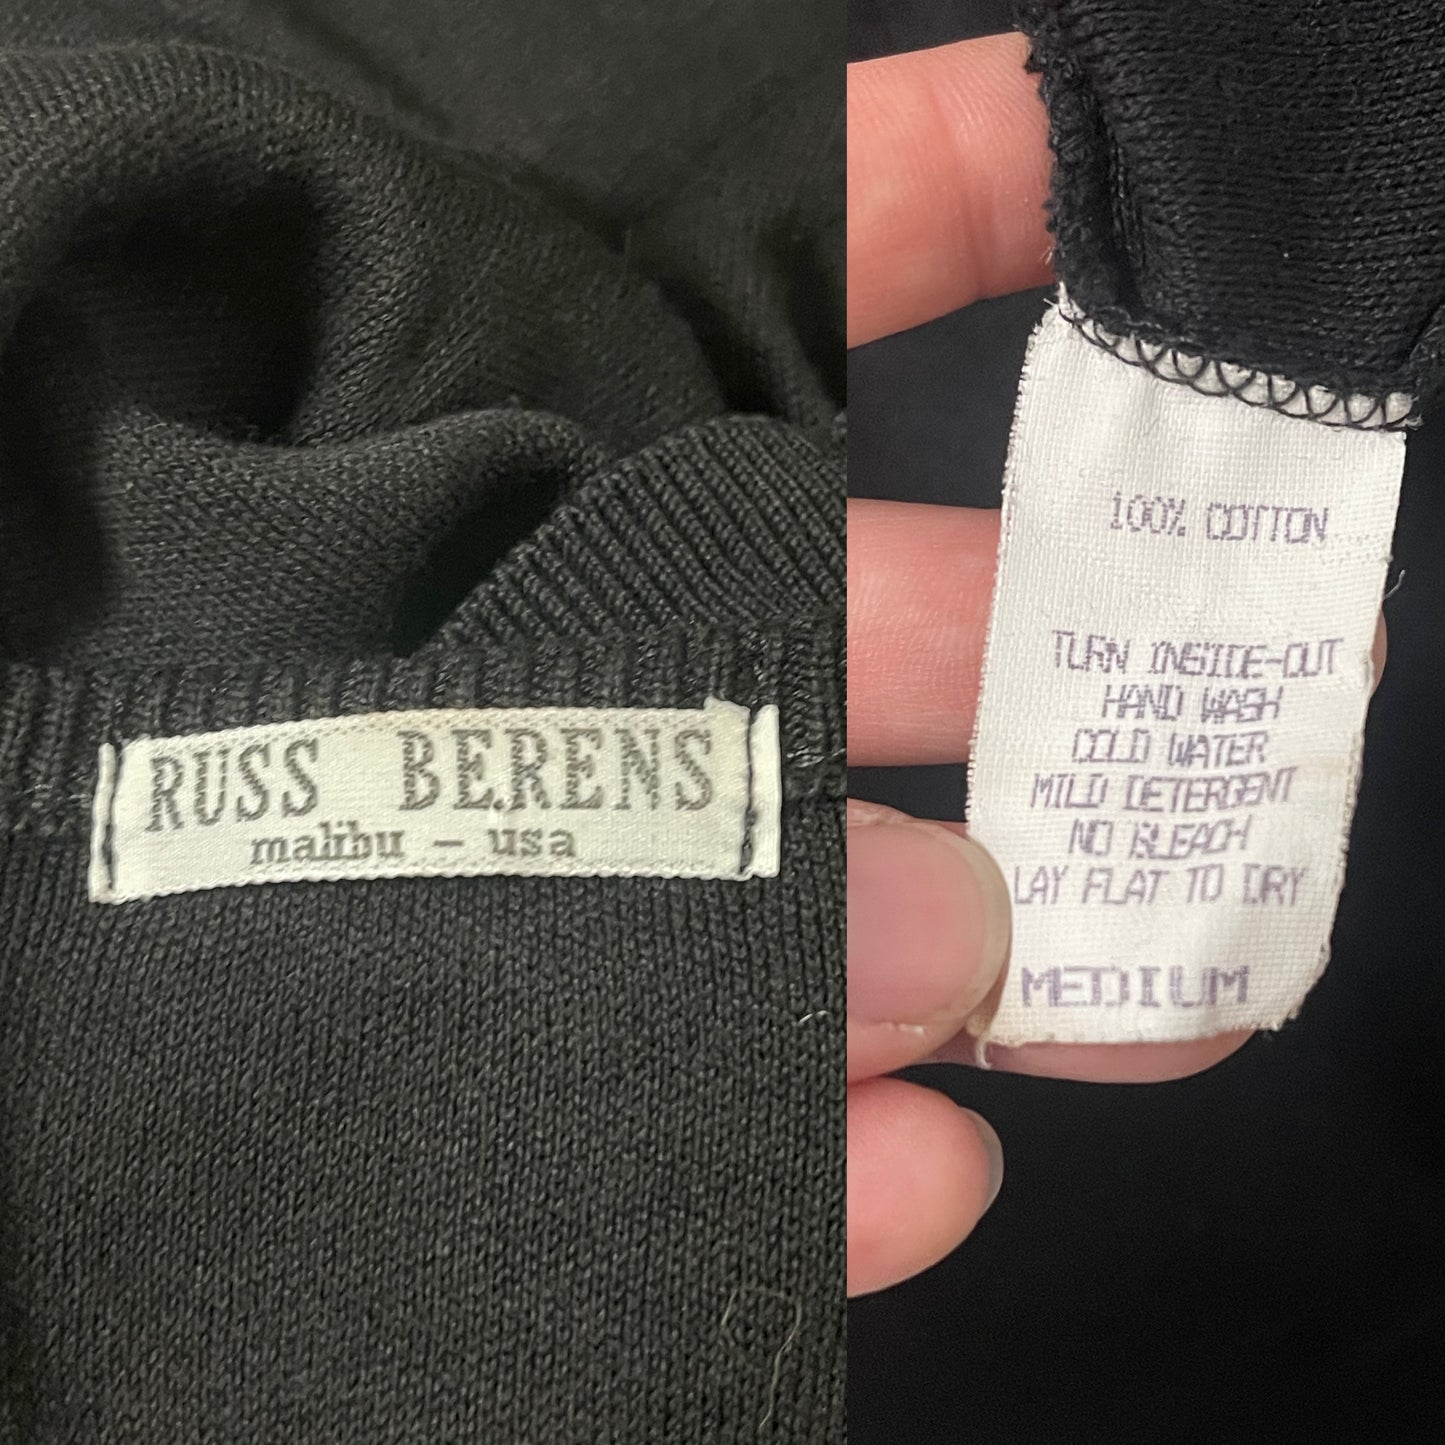 RUSS BERENS
malibu - usa
100% COTTON
TURN INSIDE-OUT
HAND WASH
COLD WATER
MILD DETERGENT
NO BLEACH
LAY FLAT TO DRY
MEDIUM